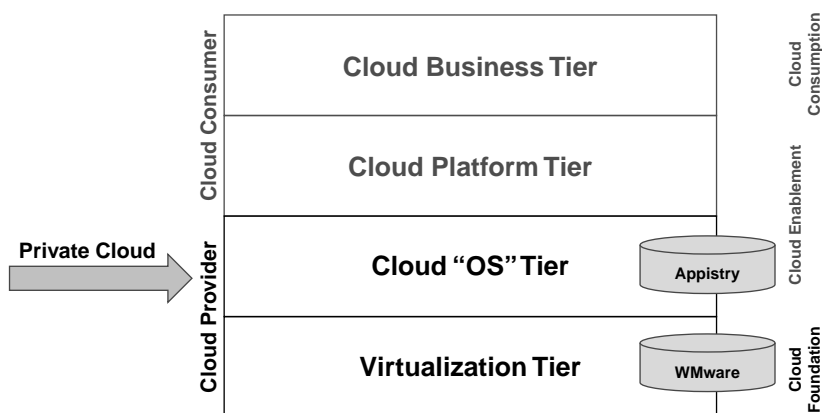 Cloud Consumer
Cloud Business Tier
Cloud
Consumption
Cloud Platform Tier
Cloud Enablement
Private Cloud
Cloud Provider
Cloud “OS” Tier
Appistry
Virtualization Tier
WMware
Cloud
Foundation